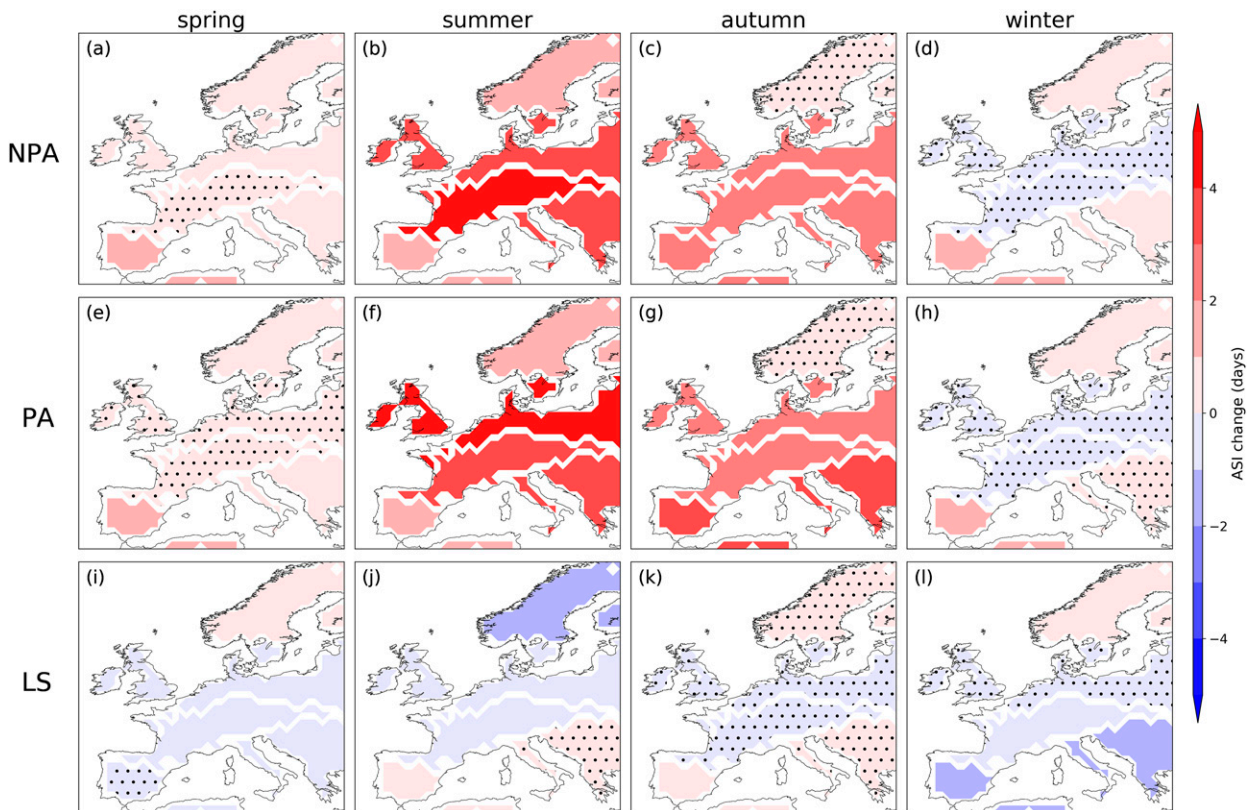 spring summer autumn winter
NPA
(a) (b) (c) (d)
PA
(e) (f) (g) (h)
LS
(i) (j) (k) (l)
4
2
0
−2
−4
ASI change (days)